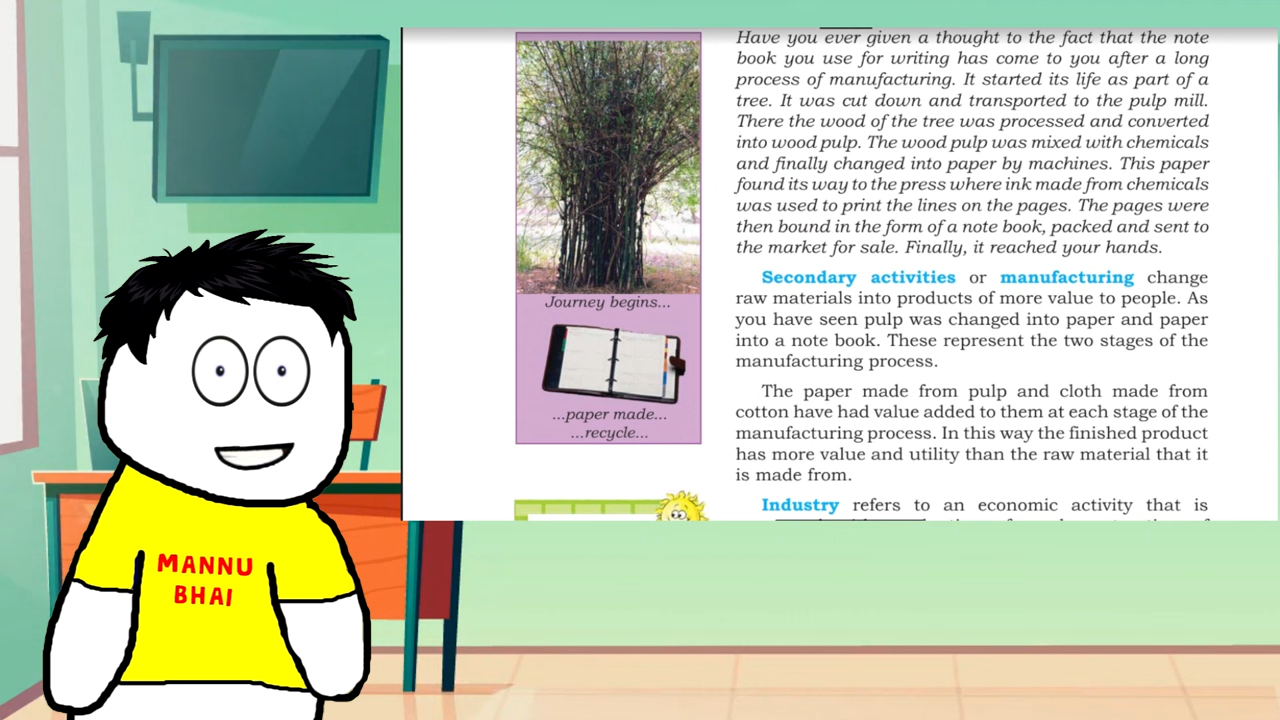 Have you ever given a thought to the fact that the note
book you use for writing has come to you after a long
process of manufacturing. It started its life as part of a
tree. It was cut down and transported to the pulp mill.
There the wood of the tree was processed and converted
into wood pulp. The wood pulp was mixed with chemicals
and finally changed into paper by machines. This paper
found its way to the press where ink made from chemicals
was used to print the lines on the pages. The pages were
then bound in the form of a note book, packed and sent to
the market for sale. Finally, it reached your hands.
Secondary activities or manufacturing change
raw materials into products of more value to people. As
you have seen pulp was changed into paper and paper
into a note book. These represent the two stages of the
manufacturing process.
The paper made from pulp and cloth made from
cotton have had value added to them at each stage of the
manufacturing process. In this way the finished product
has more value and utility than the raw material that it
is made from.
Industry refers to an economic activity that is
Journey begins...
...paper made...
...recycle...
MANNU
BHAI